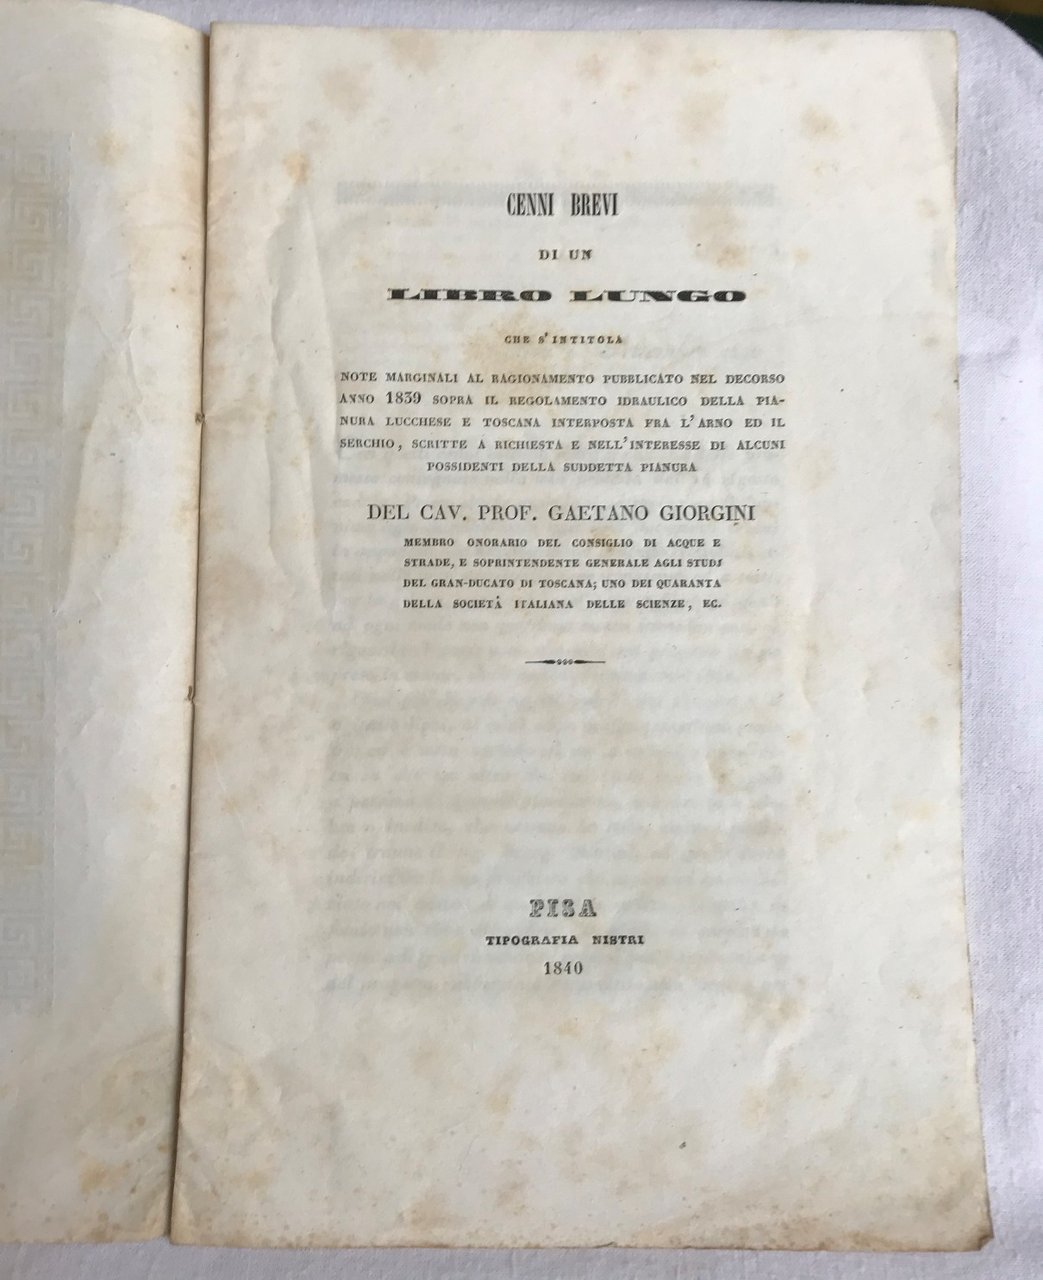 CENNI BREVI
DI UN
LIBRO LUNGO
CHE S'INTITOLA
NOTE MARGINALI AL RAGIONAMENTO PUBBLICATO NEL DECORSO
ANNO 1839 SOPRA IL REGOLAMENTO IDRAULICO DELLA PIA-
NURA LUCCHESE E TOSCANA INTERPOSTA FRA L'ARNO ED IL
SERCHIO, SCRITTE A RICHIESTA E NELL'INTERESSE DI ALCUNI
POSSIDENTI DELLA SUDDETTA PIANURA
DEL CAV. PROF. GAETANO GIORGINI
MEMBRO ONORARIO DEL CONSIGLIO DI ACQUE E
STRADE, E SOPRINTENDENTE GENERALE AGLI STUDJ
DEL GRAN-DUCATO DI TOSCANA; UNO DEI QUARANTA
DELLA SOCIETÀ ITALIANA DELLE SCIENZE, EC.
PISA
TIPOGRAFIA NISTRI
1840